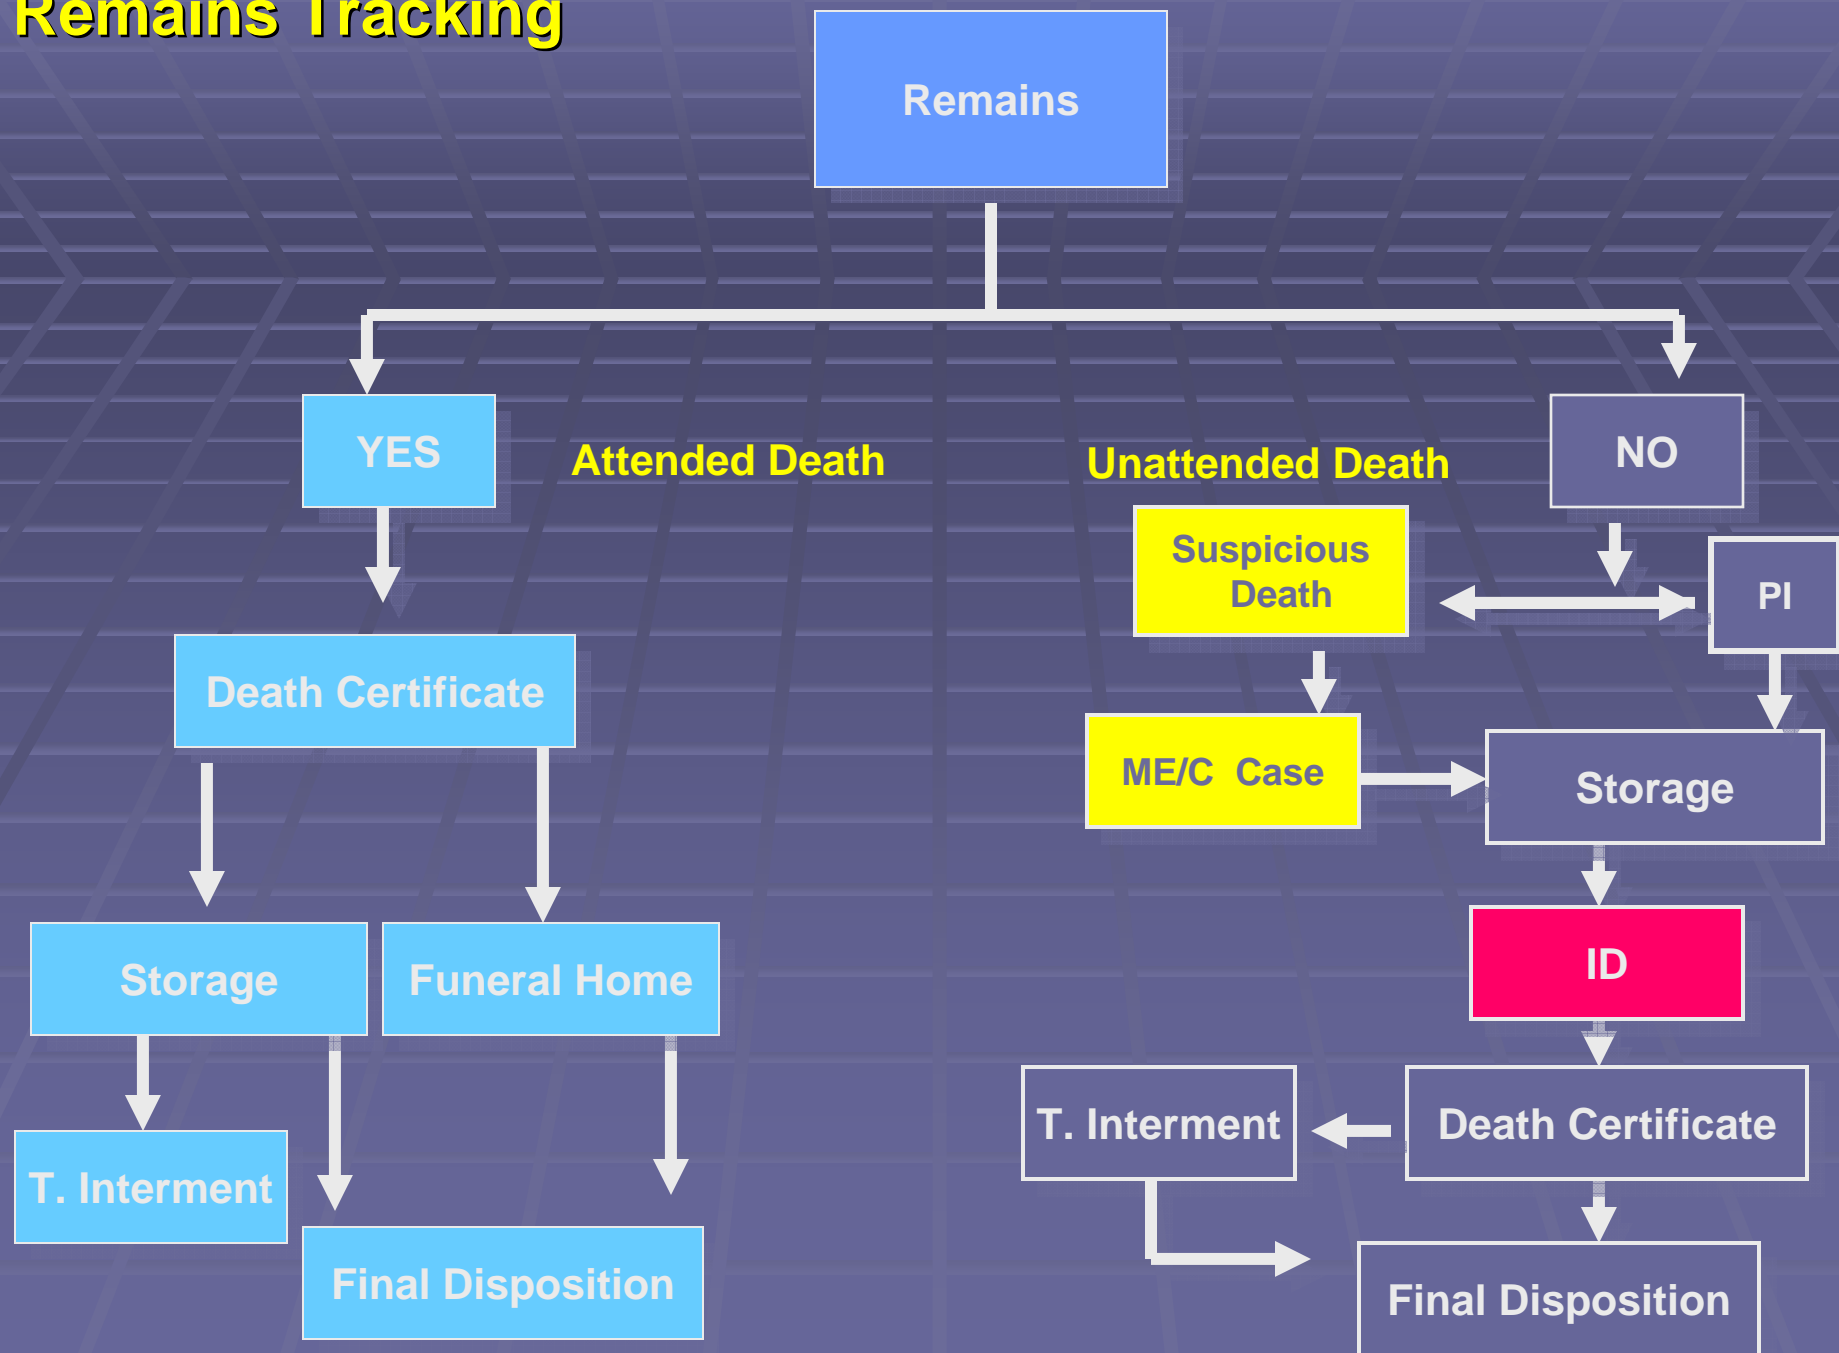 Remains Tracking
Remains
YES
Attended Death
Unattended Death
NO
Suspicious
Death
PI
Death Certificate
ME/C Case
Storage
Storage
Funeral Home
ID
T. Interment
Death Certificate
T. Interment
Final Disposition
Final Disposition